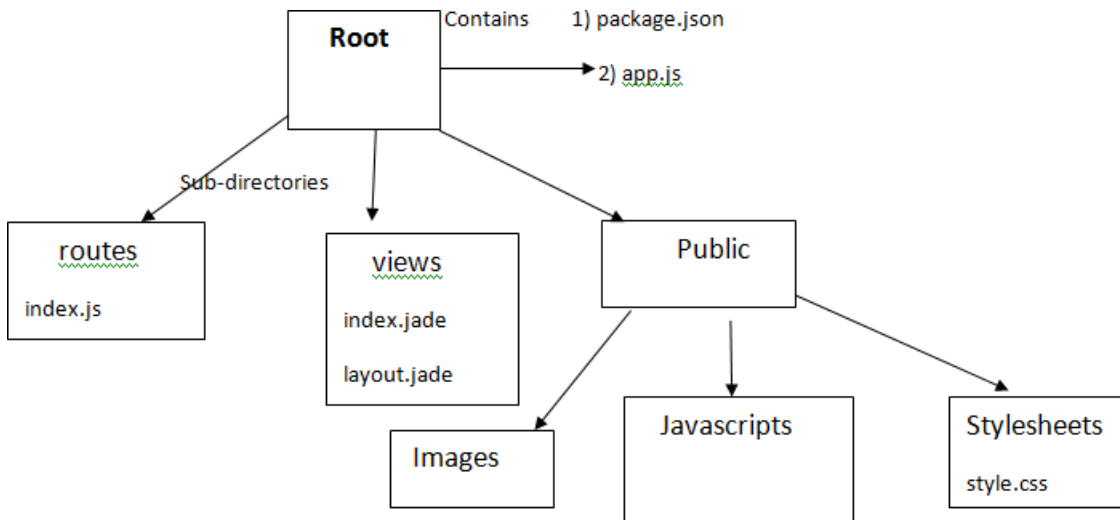 Root
Contains 1) package.json
2) app.js
Sub-directories
routes
index.js
views
index.jade
layout.jade
Public
Images
Javascripts
Stylesheets
style.css